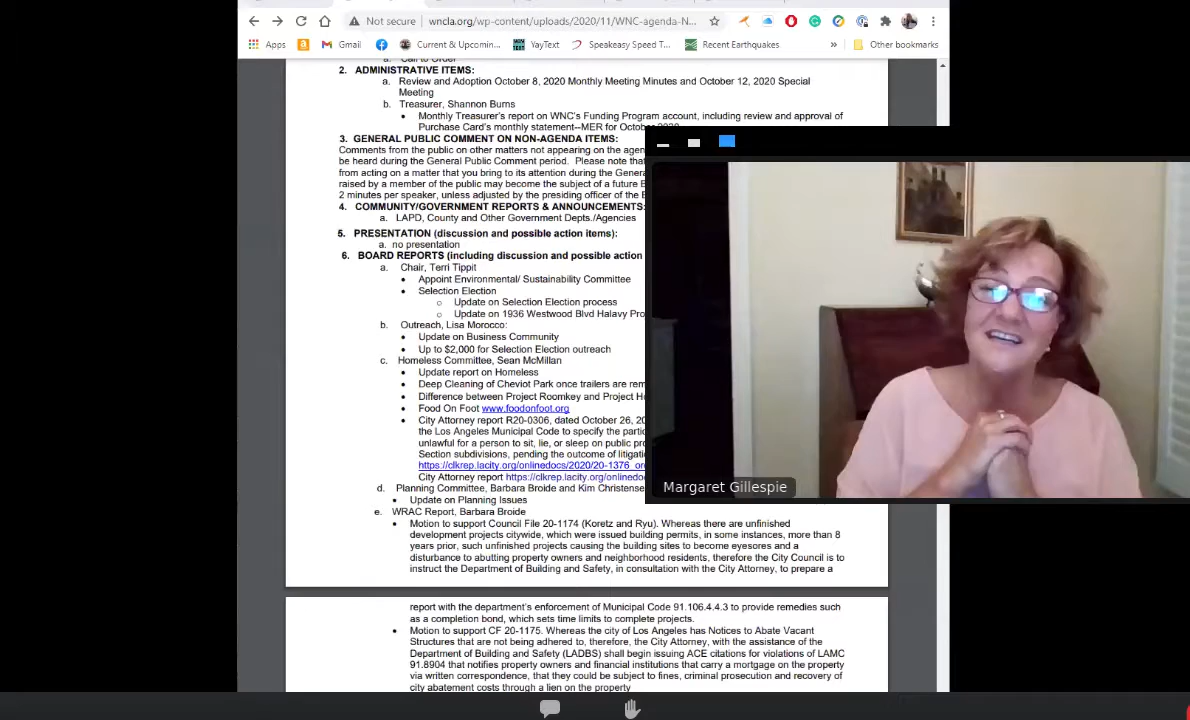 Not secure | wncla.org/wp-content/uploads/2020/11/WNC-agenda-N...
Apps
Gmail
Current & Upcomin...
YayText
Speakeasy Speed T...
Recent Earthquakes
»
Other bookmarks
a. Call to Order
2. ADMINISTRATIVE ITEMS:
a. Review and Adoption October 8, 2020 Monthly Meeting Minutes and October 12, 2020 Special
Meeting
b. Treasurer, Shannon Burns
• Monthly Treasurer's report on WNC's Funding Program account, including review and approval of
Purchase Card's monthly statement--MER for October 2020
3. GENERAL PUBLIC COMMENT ON NON-AGENDA ITEMS:
Comments from the public on other matters not appearing on the agen
be heard during the General Public Comment period. Please note that
from acting on a matter that you bring to its attention during the General
raised by a member of the public may become the subject of a future B
2 minutes per speaker, unless adjusted by the presiding officer of the B
4. COMMUNITY/GOVERNMENT REPORTS & ANNOUNCEMENTS:
a. LAPD, County and Other Government Depts./Agencies
5. PRESENTATION (discussion and possible action items):
a. no presentation
6. BOARD REPORTS (including discussion and possible action
a. Chair, Terri Tippit
• Appoint Environmental/ Sustainability Committee
• Selection Election
o Update on Selection Election process
o Update on 1936 Westwood Blvd Halavy Pro
b. Outreach, Lisa Morocco:
• Update on Business Community
• Up to $2,000 for Selection Election outreach
c. Homeless Committee, Sean McMillan
• Update report on Homeless
• Deep Cleaning of Cheviot Park once trailers are rem
• Difference between Project Roomkey and Project H
• Food On Foot www.foodonfoot.org
• City Attorney report R20-0306, dated October 26, 20
the Los Angeles Municipal Code to specify the partic
unlawful for a person to sit, lie, or sleep on public pro
Section subdivisions, pending the outcome of litigati
https://clkrep.lacity.org/onlinedocs/2020/20-1376_or
City Attorney report https://clkrep.lacity.org/onlinedo
d. Planning Committee, Barbara Broide and Kim Christense
• Update on Planning Issues
e. WRAC Report, Barbara Broide
• Motion to support Council File 20-1174 (Koretz and Ryu). Whereas there are unfinished
development projects citywide, which were issued building permits, in some instances, more than 8
years prior, such unfinished projects causing the building sites to become eyesores and a
disturbance to abutting property owners and neighborhood residents, therefore the City Council is to
instruct the Department of Building and Safety, in consultation with the City Attorney, to prepare a
report with the department's enforcement of Municipal Code 91.106.4.4.3 to provide remedies such
as a completion bond, which sets time limits to complete projects.
• Motion to support CF 20-1175. Whereas the city of Los Angeles has Notices to Abate Vacant
Structures that are not being adhered to, therefore, the City Attorney, with the assistance of the
Department of Building and Safety (LADBS) shall begin issuing ACE citations for violations of LAMC
91.8904 that notifies property owners and financial institutions that carry a mortgage on the property
via written correspondence, that they could be subject to fines, criminal prosecution and recovery of
city abatement costs through a lien on the property
Margaret Gillespie